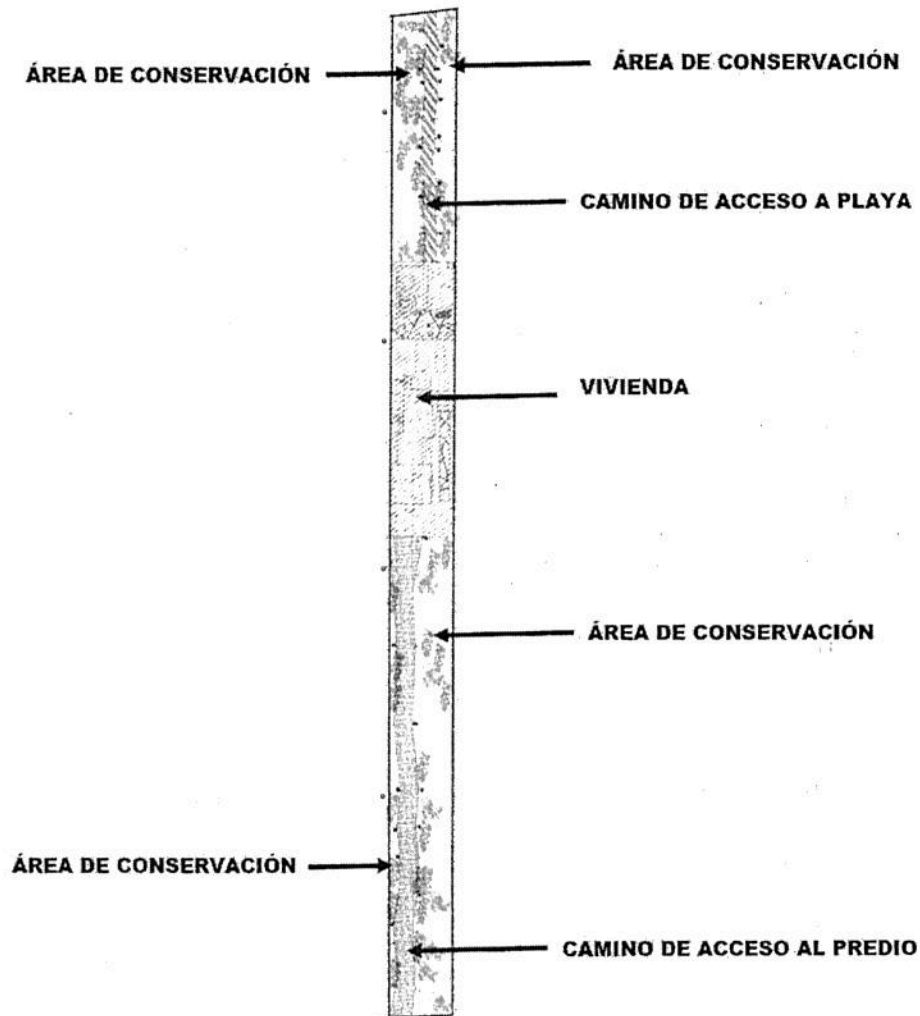 ÁREA DE CONSERVACIÓN
ÁREA DE CONSERVACIÓN
CAMINO DE ACCESO A PLAYA
VIVIENDA
ÁREA DE CONSERVACIÓN
ÁREA DE CONSERVACIÓN
CAMINO DE ACCESO AL PREDIO